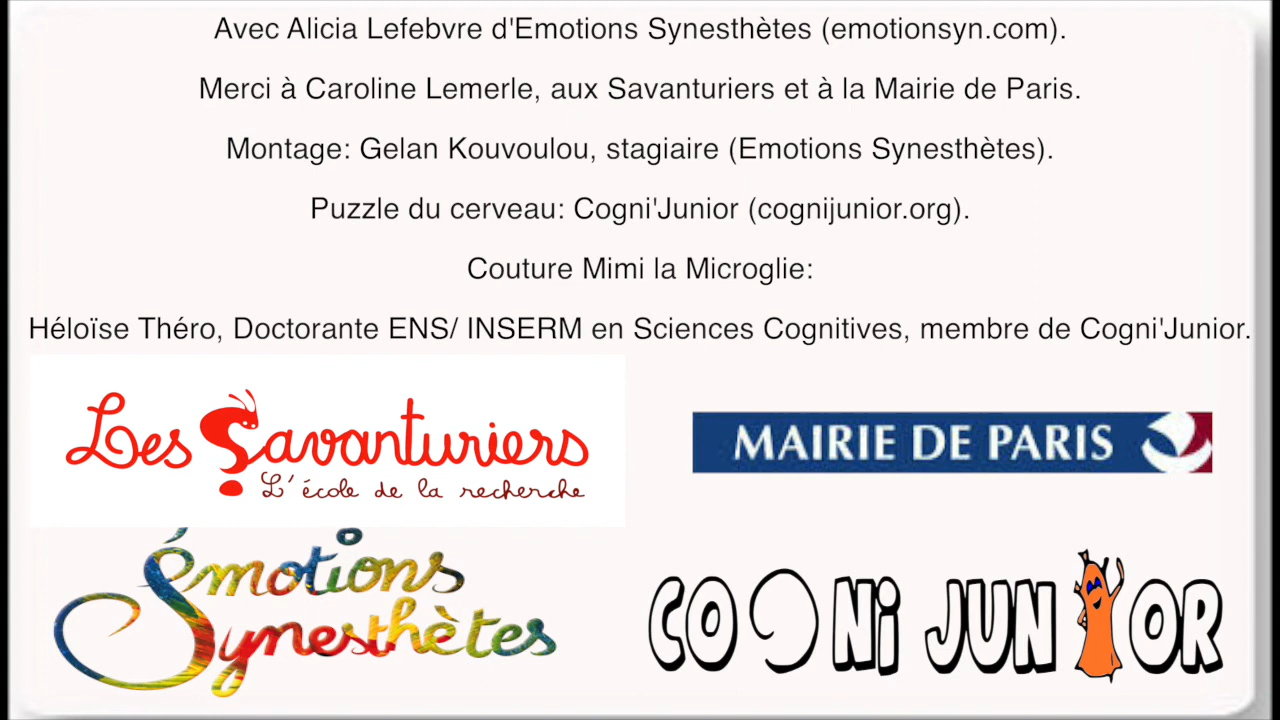 Avec Alicia Lefebvre d'Emotions Synesthètes (emotionsyn.com).
Merci à Caroline Lemerle, aux Savanturiers et à la Mairie de Paris.
Montage: Gelan Kouvoulou, stagiaire (Emotions Synesthètes).
Puzzle du cerveau: Cogni'Junior (cognijunior.org).
Couture Mimi la Microglie:
Héloïse Théro, Doctorante ENS/ INSERM en Sciences Cognitives, membre de Cogni'Junior.
Les Savanturiers
L'école de la recherche
MAIRIE DE PARIS
émotions
Synesthètes
COGNi JUNIOR